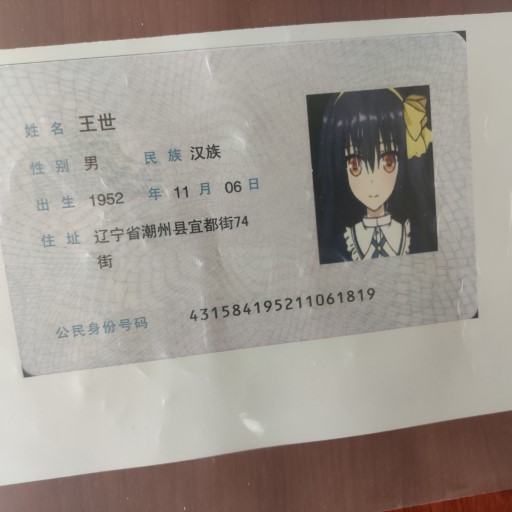 姓名 王世
性别 男 民族 汉族
出生 1952 年 11 月 06 日
住址 辽宁省潮州县宜都街74
街
公民身份号码 431584195211061819